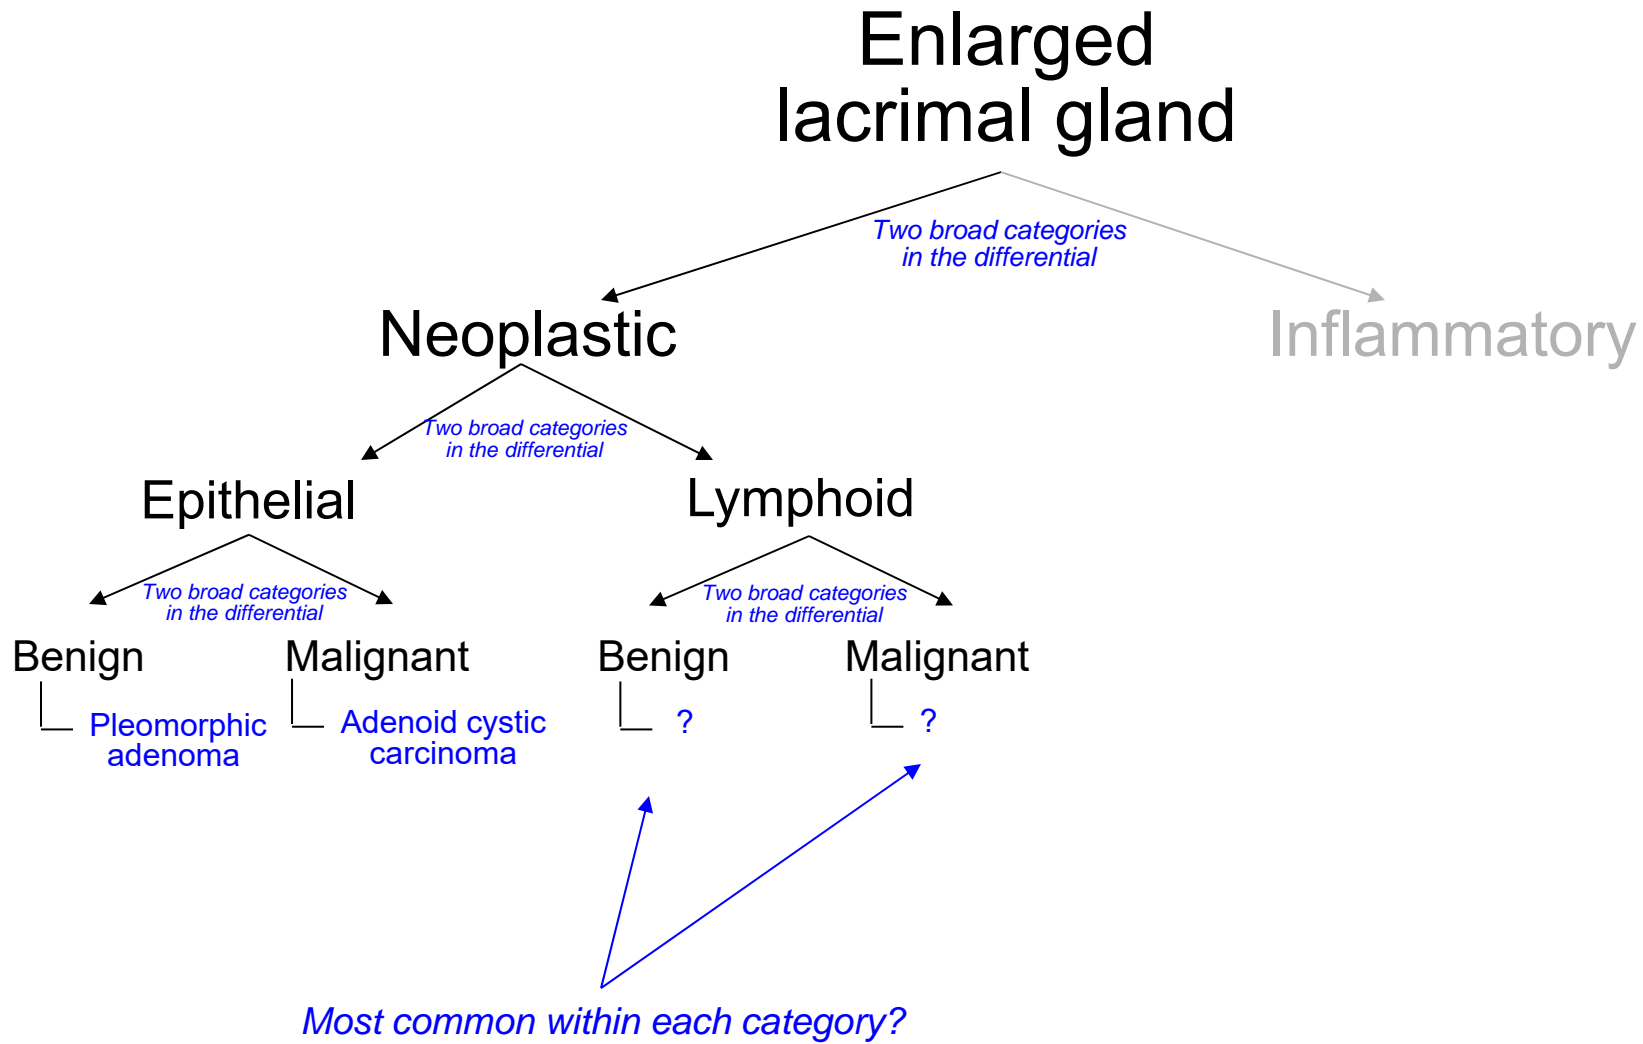 Enlarged
lacrimal gland
Two broad categories
in the differential
Neoplastic
Inflammatory
Two broad categories
in the differential
Epithelial
Lymphoid
Two broad categories
in the differential
Two broad categories
in the differential
Benign
Malignant
Benign
Malignant
Pleomorphic
adenoma
Adenoid cystic
carcinoma
?
?
Most common within each category?